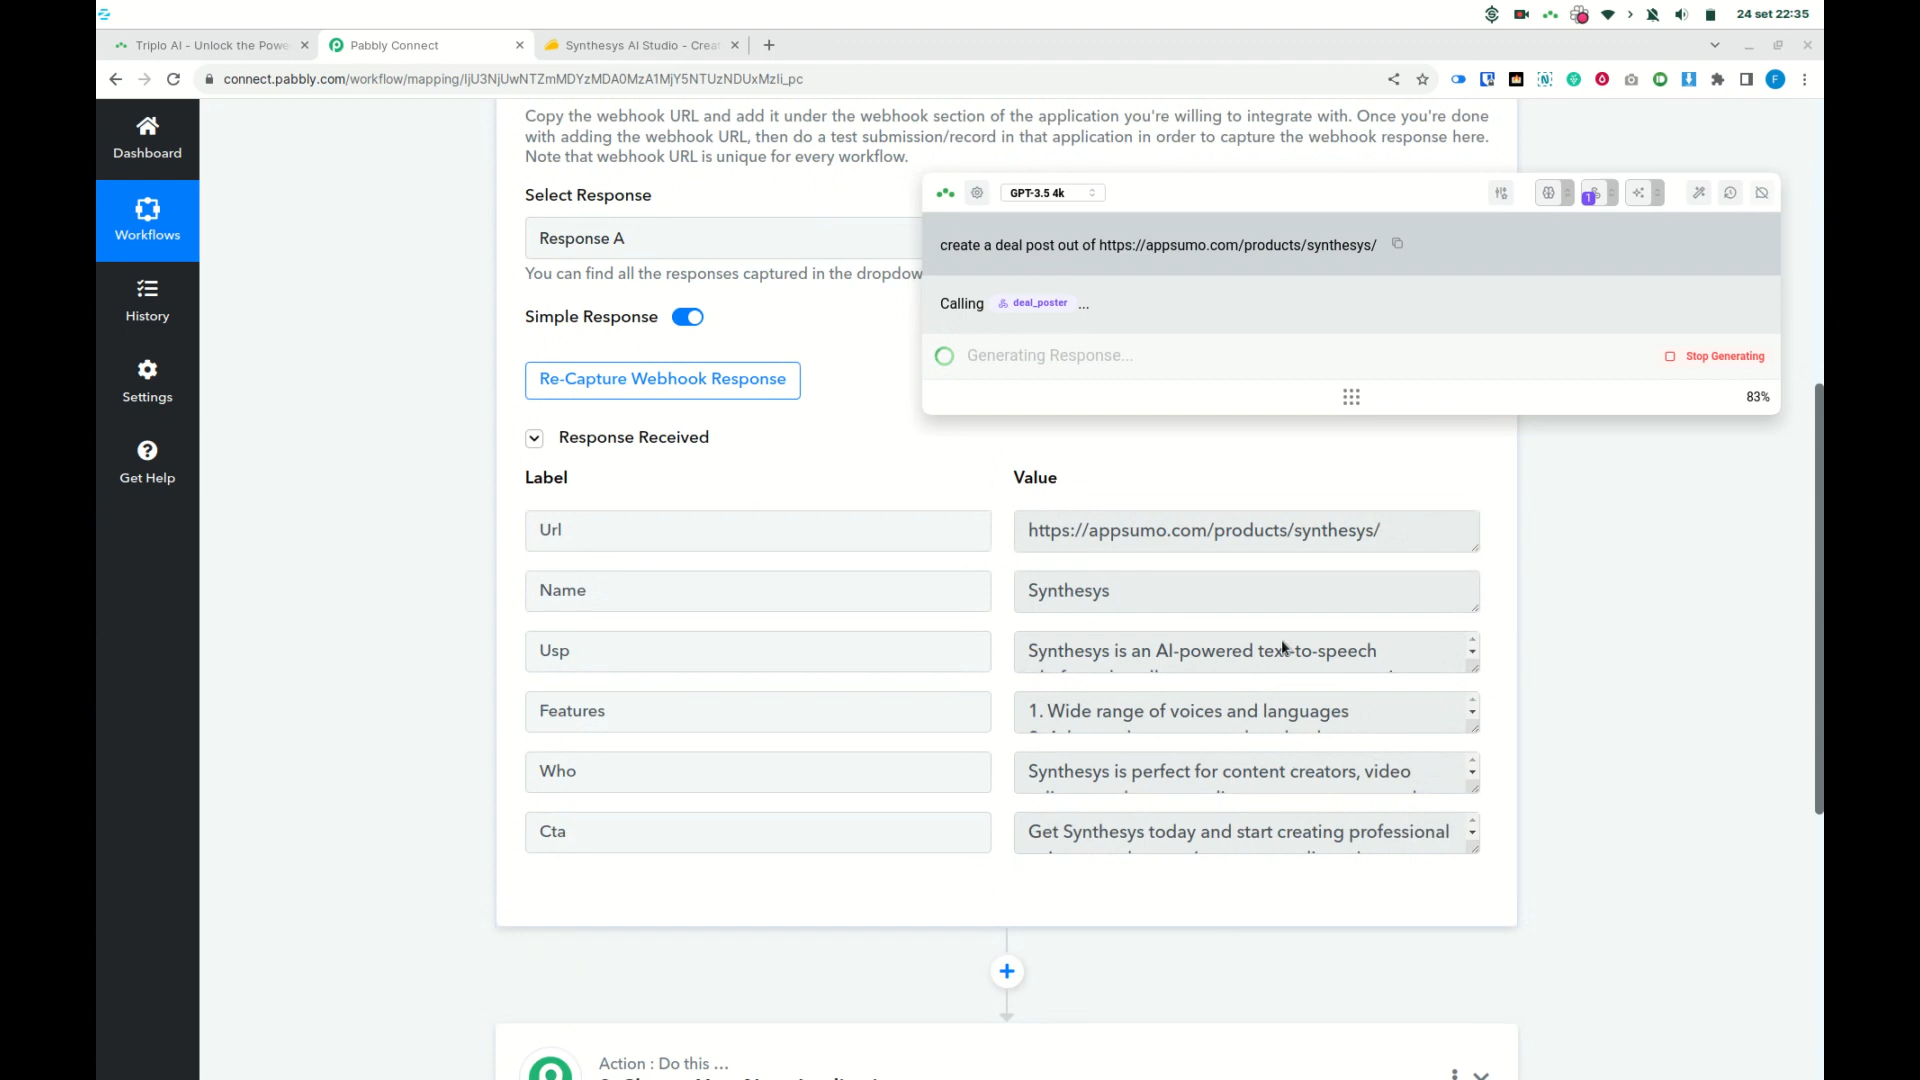 24 set 22:35
Triplo AI - Unlock the Powe
Pabbly Connect
Synthesys AI Studio - Creat
connect.pabbly.com/workflow/mapping/IjU3NjUwNTZmMDYzMDA0MzA1MjY5NTUzNDUxMzIi_pc
F
Dashboard
Workflows
History
Settings
Get Help
Copy the webhook URL and add it under the webhook section of the application you're willing to integrate with. Once you're done
with adding the webhook URL, then do a test submission/record in that application in order to capture the webhook response here.
Note that webhook URL is unique for every workflow.
Select Response
Response A
You can find all the responses captured in the dropdow
Simple Response
Re-Capture Webhook Response
GPT-3.5 4k
1
create a deal post out of https://appsumo.com/products/synthesys/
Calling deal_poster ...
Generating Response...
Stop Generating
83%
Response Received
Label
Value
Url
https://appsumo.com/products/synthesys/
Name
Synthesys
Usp
Synthesys is an AI-powered text-to-speech
Features
1. Wide range of voices and languages
Who
Synthesys is perfect for content creators, video
Cta
Get Synthesys today and start creating professional
Action : Do this ...